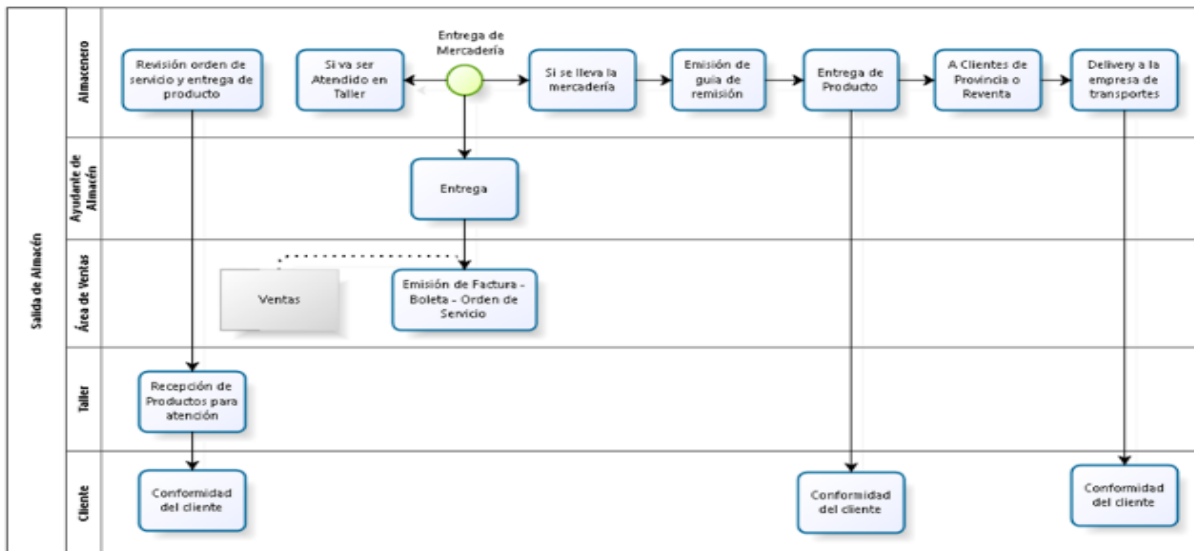 Salida de Almacén
Almacenero
Revisión orden de
servicio y entrega de
producto
Si va ser
Atendido en
Taller
Entrega de
Mercadería
Si se lleva la
mercadería
Emisión de
guia de
remisión
Entrega de
Producto
A Clientes de
Provincia o
Reventa
Delivery a la
empresa de
transportes
Ayudante de
Almacén
Entrega
Área de Ventas
Ventas
Emisión de Factura -
Boleta - Orden de
Servicio
Taller
Recepción de
Productos para
atención
Cliente
Conformidad
del cliente
Conformidad
del cliente
Conformidad
del cliente